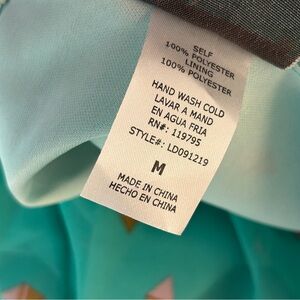 SELF
100% POLYESTER
LINING
100% POLYESTER
HAND WASH COLD
LAVAR A MAND
EN AGUA FRIA
RN#: 119795
STYLE#: LD091219
M
MADE IN CHINA
HECHO EN CHINA